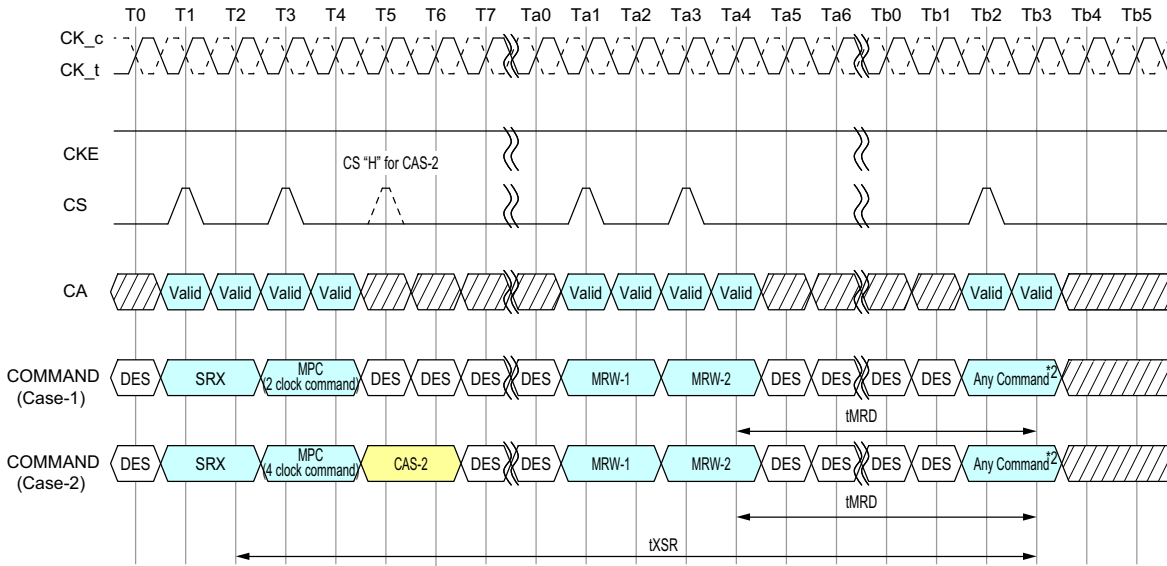 T0 T1 T2 T3 T4 T5 T6 T7 Ta0 Ta1 Ta2 Ta3 Ta4 Ta5 Ta6 Tb0 Tb1 Tb2 Tb3 Tb4 Tb5
CK_c
CK_t
CKE
CS "H" for CAS-2
CS
CA Valid Valid Valid Valid Valid Valid Valid Valid Valid Valid
COMMAND
(Case-1)
DES SRX MPC
(2 clock command)
DES DES DES DES MRW-1 MRW-2 DES DES DES DES Any Command*2
tMRD
COMMAND
(Case-2)
DES SRX MPC
(4 clock command)
CAS-2 DES DES MRW-1 MRW-2 DES DES DES DES Any Command*2
tMRD
tXSR